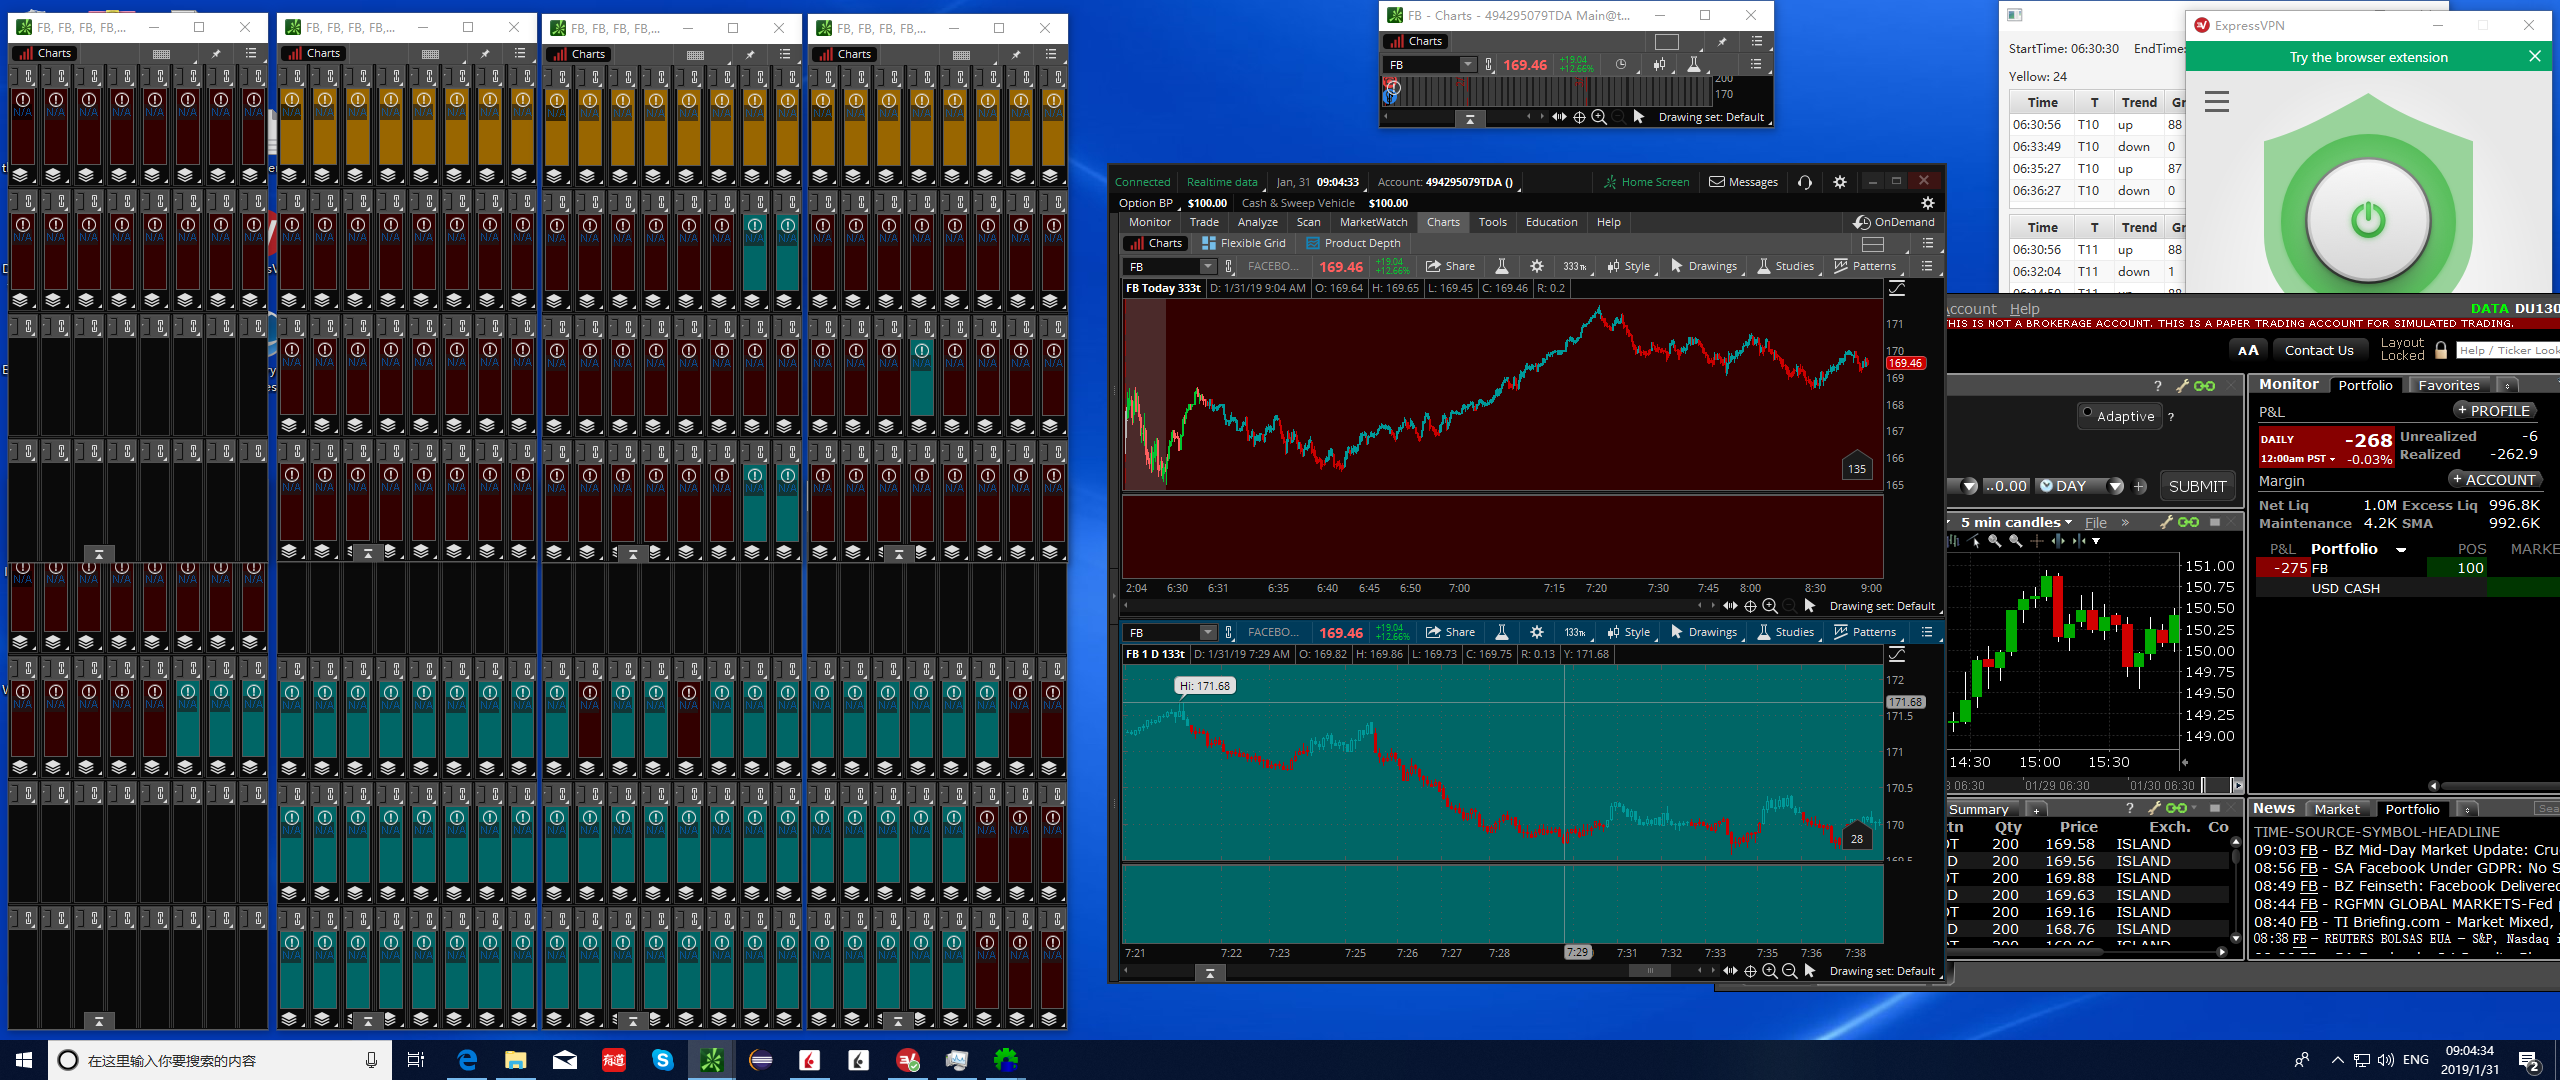 FB, FB, FB, FB,...
Charts
FB, FB, FB, FB,...
Charts
FB, FB, FB, FB,...
Charts
FB, FB, FB, FB,...
Charts
N/A
FB - Charts - 494295079TDA Main@t...
Charts
FB
169.46
+19.04
+12.66%
200
170
Drawing set: Default
Connected
Realtime data
Jan, 31 09:04:33
Account: 494295079TDA ()
Home Screen
Messages
Option BP $100.00
Cash & Sweep Vehicle $100.00
Monitor Trade Analyze Scan MarketWatch Charts Tools Education Help
OnDemand
Charts Flexible Grid Product Depth
FB
FACEBO...
169.46
+19.04
+12.66%
Share
333tk
Style Drawings Studies Patterns
FB Today 333t D: 1/31/19 9:04 AM O: 169.64 H: 169.65 L: 169.45 C: 169.46 R: 0.2
171
170
169.46
169
168
167
166
165
135
2:04 6:30 6:31 6:35 6:40 6:45 6:50 7:00 7:15 7:20 7:30 7:45 8:00 8:30 9:00
Drawing set: Default
FB
FACEBO...
169.46
+19.04
+12.66%
Share
133tk
Style Drawings Studies Patterns
FB 1 D 133t D: 1/31/19 7:29 AM O: 169.82 H: 169.86 L: 169.73 C: 169.75 R: 0.13 Y: 171.68
Hi: 171.68
172
171.68
171.5
171
170.5
170
169.5
28
7:21 7:22 7:23 7:25 7:26 7:28 7:29 7:31 7:32 7:33 7:35 7:36 7:38
Drawing set: Default
StartTime: 06:30:30 EndTime:
Yellow: 24
Time T Trend Gr
06:30:56 T10 up 88
06:33:49 T10 down 0
06:35:27 T10 up 87
06:36:27 T10 down 0
Time T Trend Gr
06:30:56 T11 up 88
06:32:04 T11 down 1
ExpressVPN
Try the browser extension
Account Help
DATA DU130
THIS IS NOT A BROKERAGE ACCOUNT. THIS IS A PAPER TRADING ACCOUNT FOR SIMULATED TRADING.
AA
Contact Us
Layout
Locked
Help / Ticker Look
Adaptive ?
..0.00
DAY
SUBMIT
5 min candles File »
151.00
150.75
150.50
150.25
150.00
149.75
149.50
149.25
149.00
14:30 15:00 15:30
06:30 01/29 06:30 01/30 06:30
Summary +
Qty Price Exch. Co
200 169.58 ISLAND
200 169.56 ISLAND
200 169.88 ISLAND
200 169.63 ISLAND
200 169.16 ISLAND
200 168.76 ISLAND
Monitor Portfolio Favorites
P&L
+ PROFILE
DAILY -268
12:00am PST -0.03%
Unrealized -6
Realized -262.9
Margin
+ ACCOUNT
Net Liq 1.0M Excess Liq 996.8K
Maintenance 4.2K SMA 992.6K
P&L Portfolio POS MARKE
-275 FB 100
USD CASH
News Market Portfolio
TIME-SOURCE-SYMBOL-HEADLINE
09:03 FB - BZ Mid-Day Market Update: Cru
08:56 FB - SA Facebook Under GDPR: No S
08:49 FB - BZ Feinseth: Facebook Delivered
08:44 FB - RGFMN GLOBAL MARKETS-Fed p
08:40 FB - TI Briefing.com - Market Mixed,
08:38 FB – REUTERS BOLSAS EUA – S&P, Nasdaq i
在这里输入你要搜索的内容
有道
ENG
09:04:34
2019/1/31
2